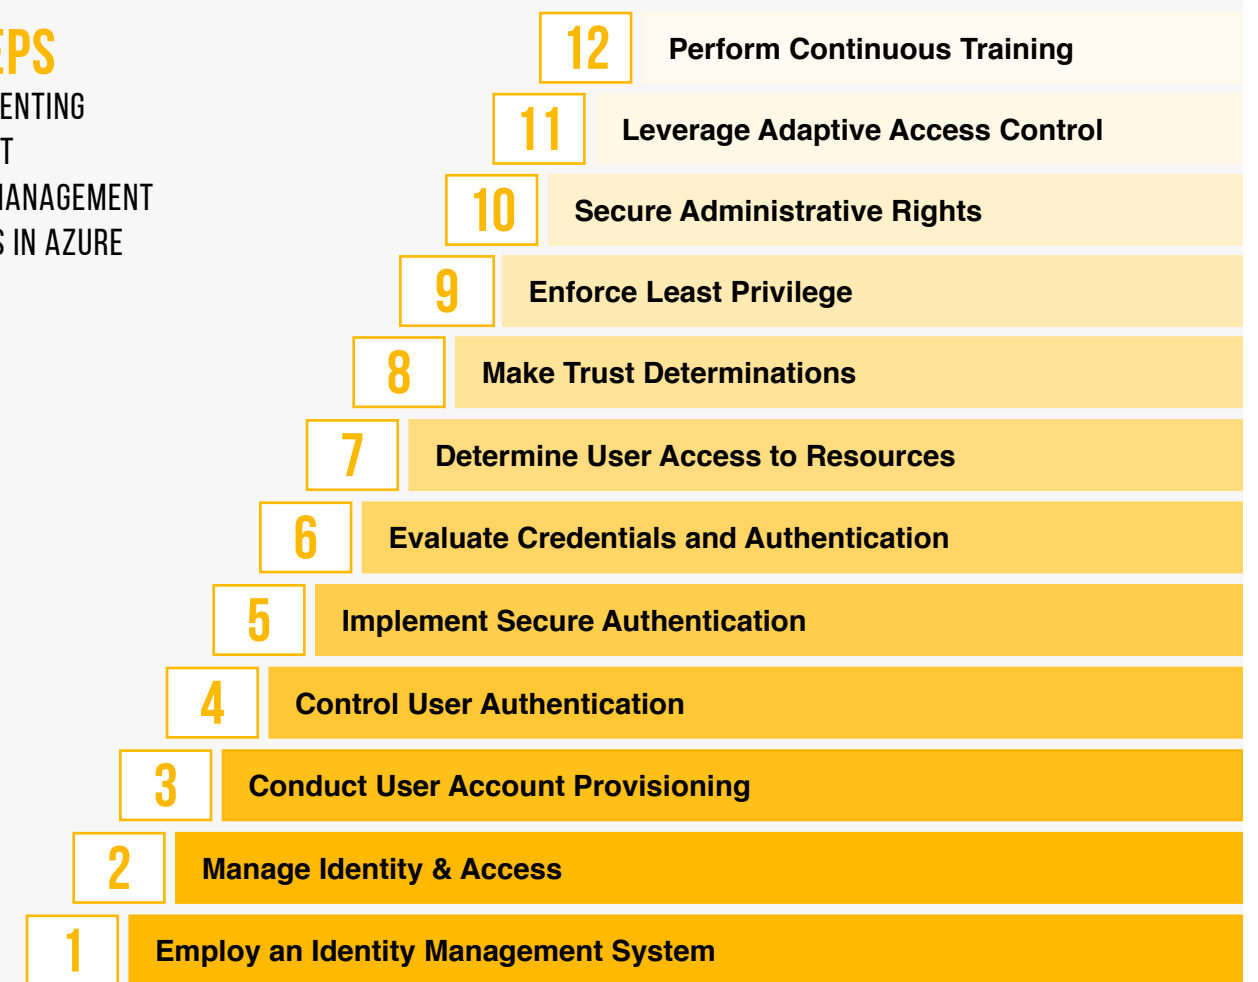 EPS
ENTING
T
MANAGEMENT
S IN AZURE
12 Perform Continuous Training
11 Leverage Adaptive Access Control
10 Secure Administrative Rights
9 Enforce Least Privilege
8 Make Trust Determinations
7 Determine User Access to Resources
6 Evaluate Credentials and Authentication
5 Implement Secure Authentication
4 Control User Authentication
3 Conduct User Account Provisioning
2 Manage Identity & Access
1 Employ an Identity Management System